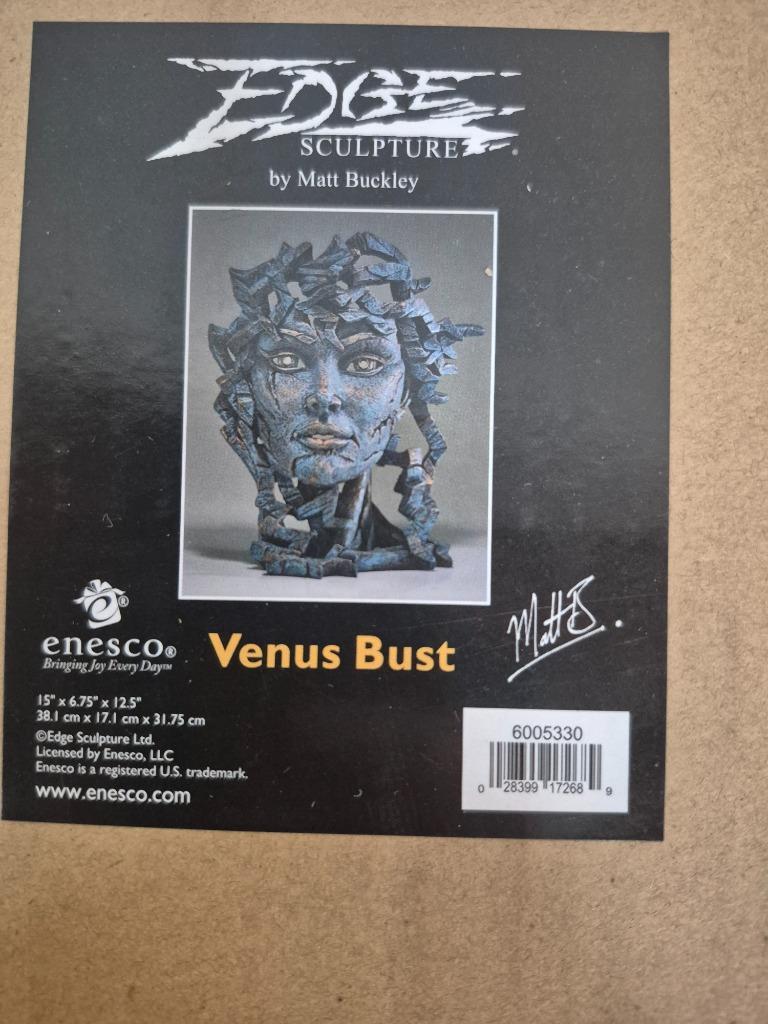 EDGE
SCULPTURE®
by Matt Buckley
enesco®
Bringing Joy Every Day™
Venus Bust
Matt B.
15" x 6.75" x 12.5"
38.1 cm x 17.1 cm x 31.75 cm
©Edge Sculpture Ltd.
Licensed by Enesco, LLC
Enesco is a registered U.S. trademark.
www.enesco.com
6005330
0 28399 17268 9